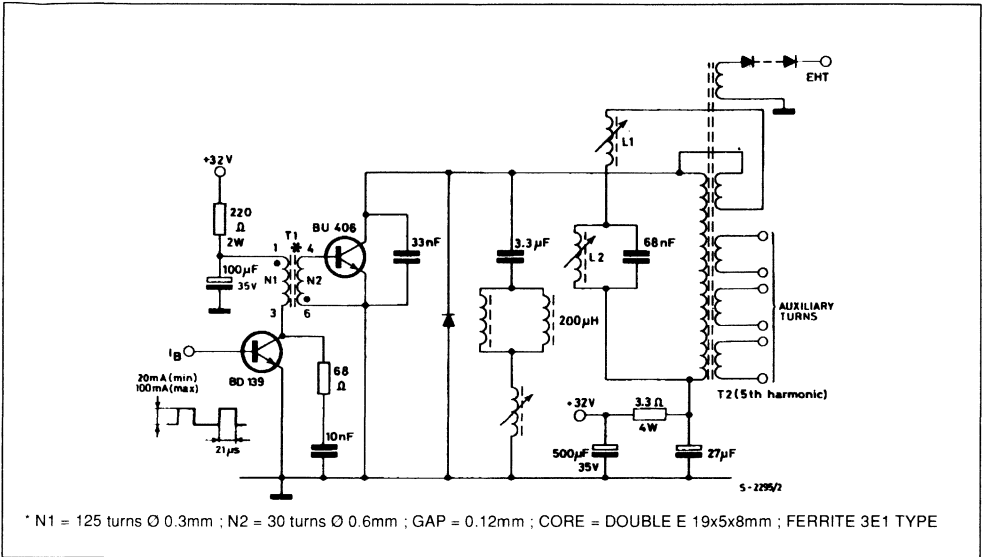 EHT
L1
+32V
220
Ω
2W
T1
*
BU 406
1
4
N1
N2
3
6
100µF
35V
33nF
3.3µF
L2
68nF
200µH
AUXILIARY
TURNS
T2 (5th harmonic)
IB
BD 139
20mA (min)
100mA (max)
21µs
68
Ω
10nF
+32V
3.3Ω
4W
500µF
35V
27µF
S-2295/2
* N1 = 125 turns Ø 0.3mm ; N2 = 30 turns Ø 0.6mm ; GAP = 0.12mm ; CORE = DOUBLE E 19x5x8mm ; FERRITE 3E1 TYPE